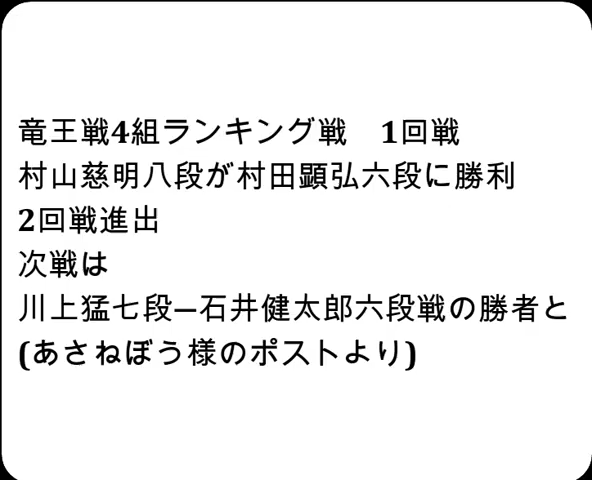 竜王戦4組ランキング戦　1回戦
村山慈明八段が村田顕弘六段に勝利
2回戦進出
次戦は
川上猛七段―石井健太郎六段戦の勝者と
(あさねぼう様のポストより)